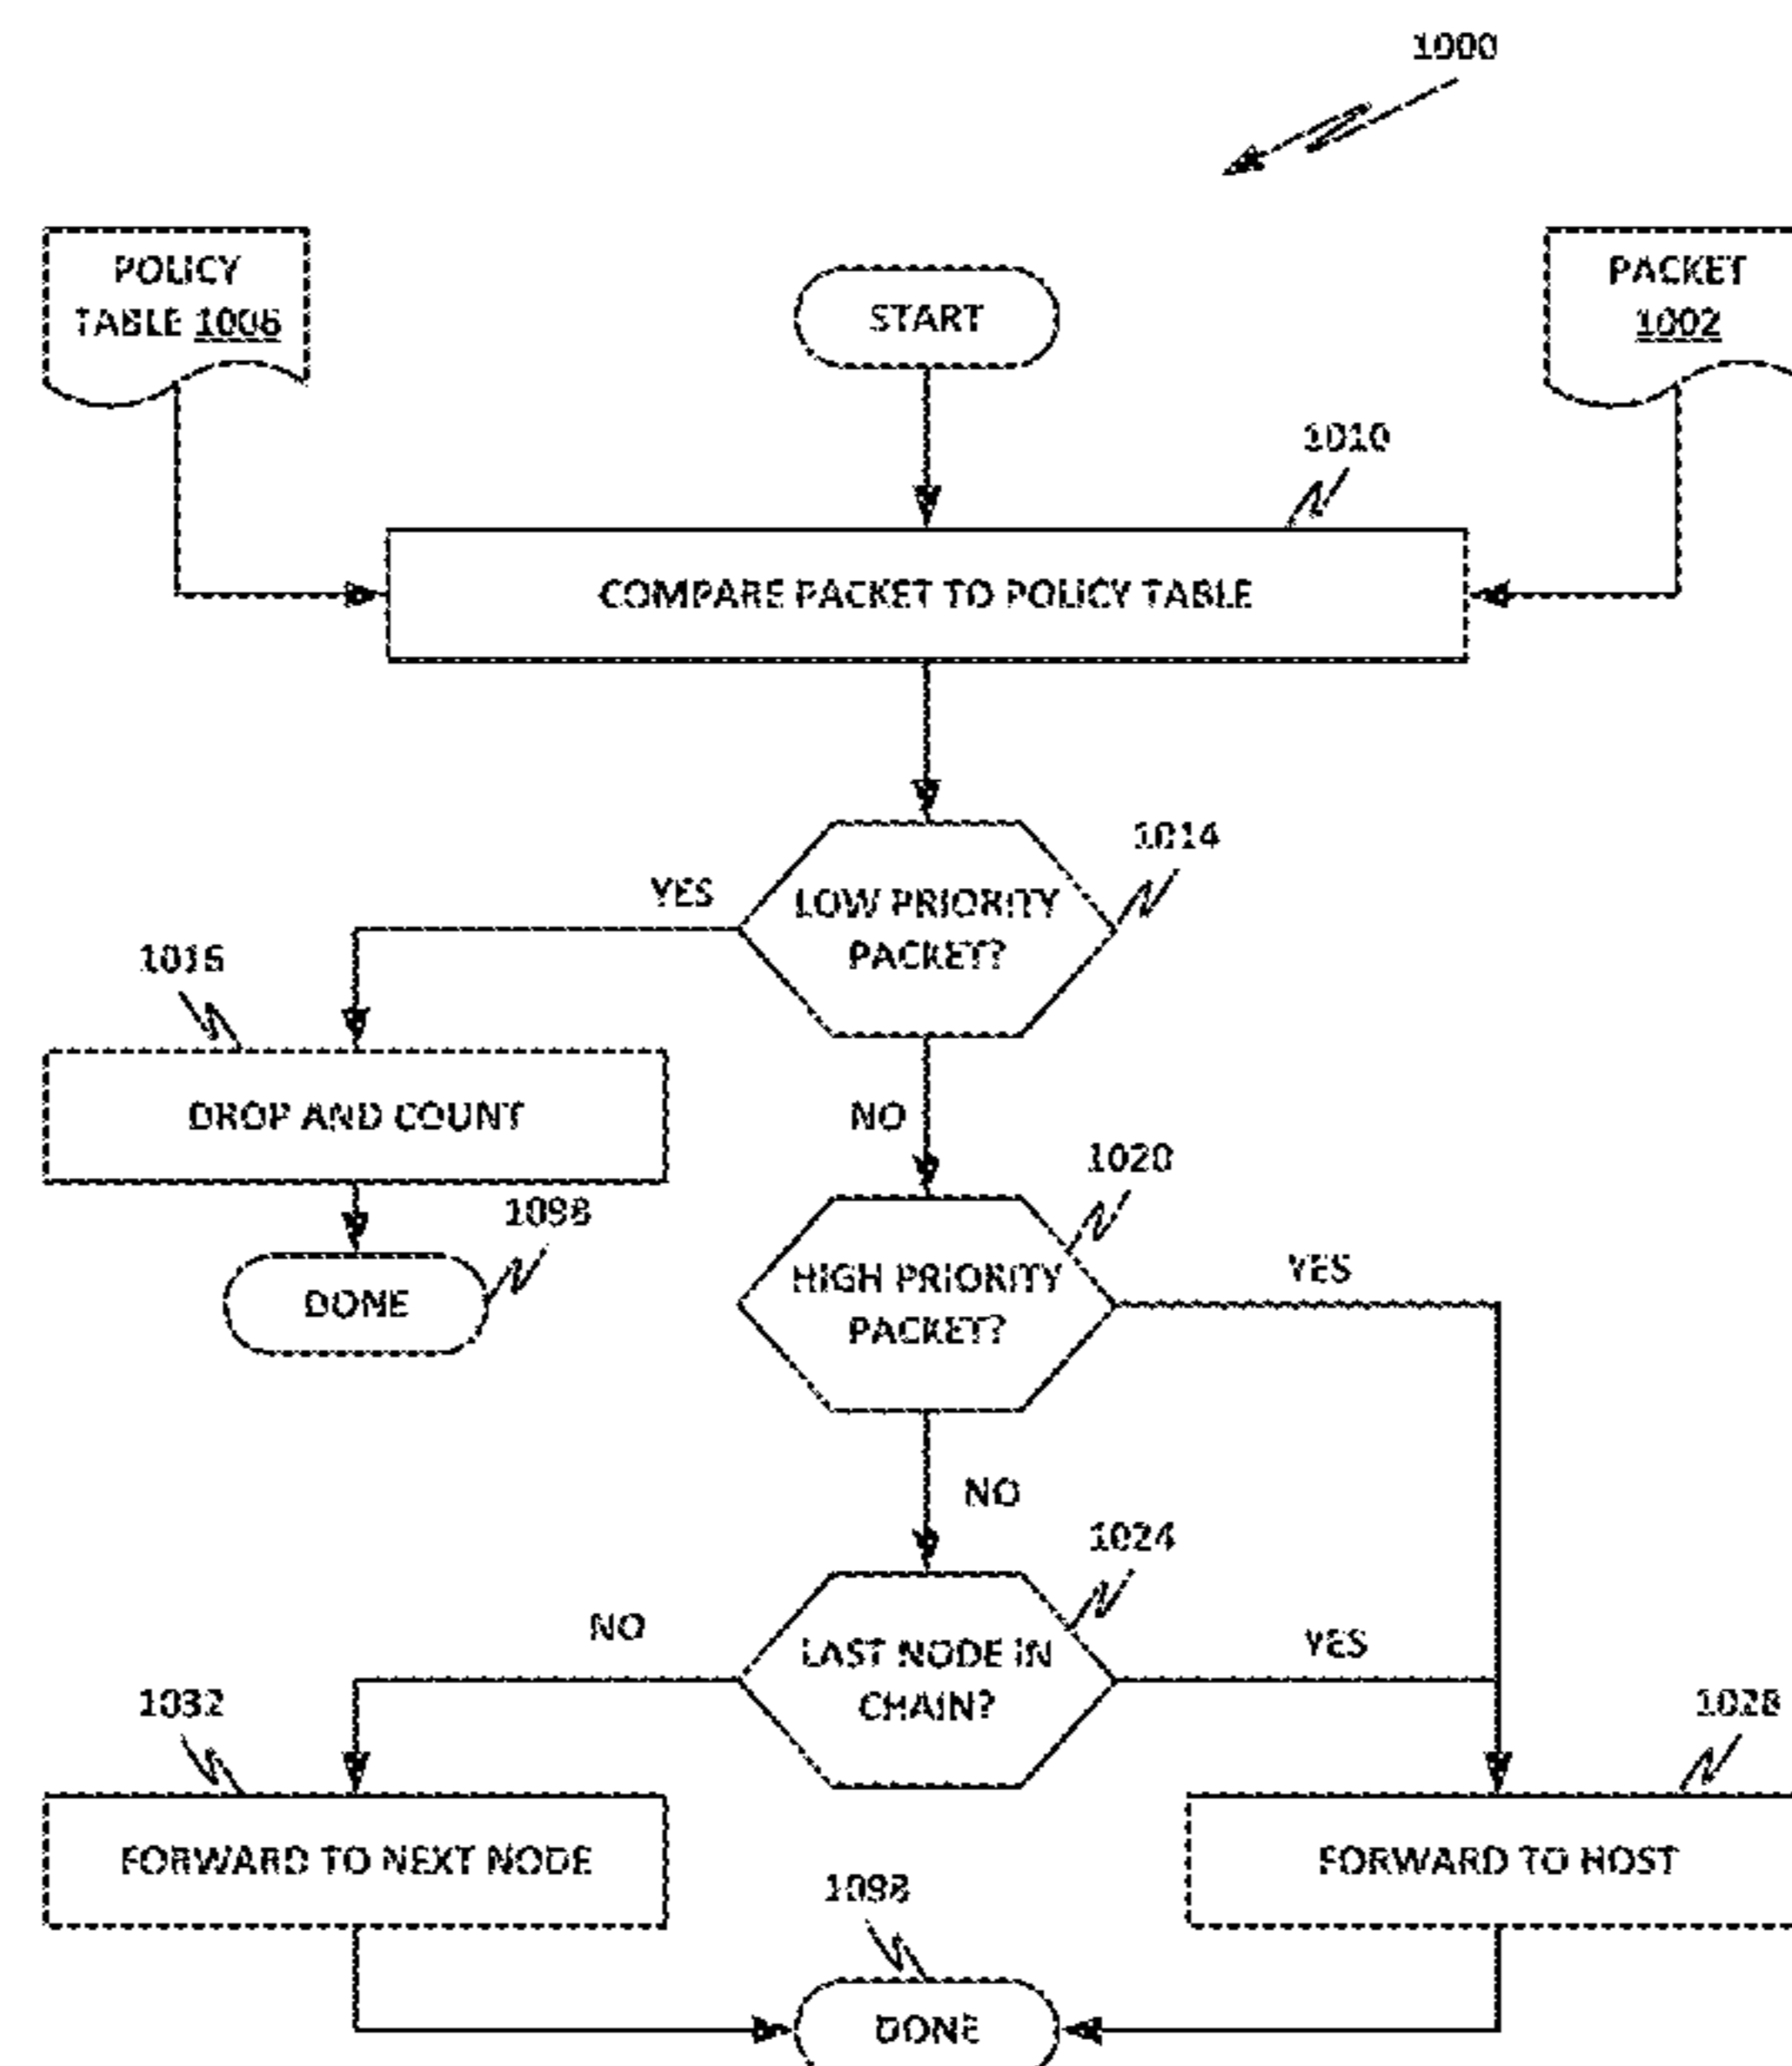 1000
POLICY
TABLE 1006
START
PACKET
1002
1010
COMPARE PACKET TO POLICY TABLE
1014
YES
LOW PRIORITY
PACKET?
1016
DROP AND COUNT
NO
1020
1098
DONE
HIGH PRIORITY
PACKET?
YES
NO
1024
NO
LAST NODE IN
CHAIN?
YES
1032
1028
FORWARD TO NEXT NODE
FORWARD TO HOST
1098
DONE